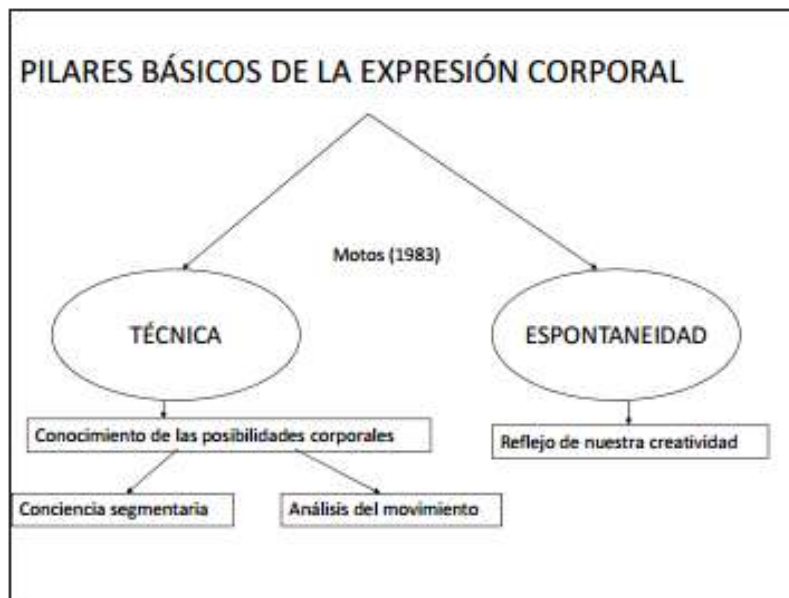 PILARES BÁSICOS DE LA EXPRESIÓN CORPORAL
Motos (1983)
TÉCNICA
ESPONTANEIDAD
Conocimiento de las posibilidades corporales
Reflejo de nuestra creatividad
Conciencia segmentaria
Análisis del movimiento